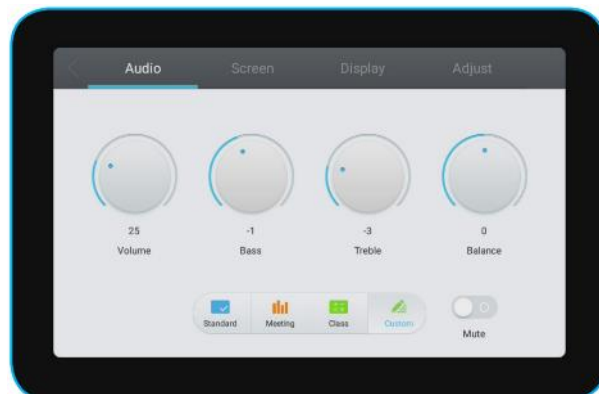 Audio Screen Display Adjust
25 -1 -3 0
Volume Bass Treble Balance
Standard Meeting Class Custom
Mute